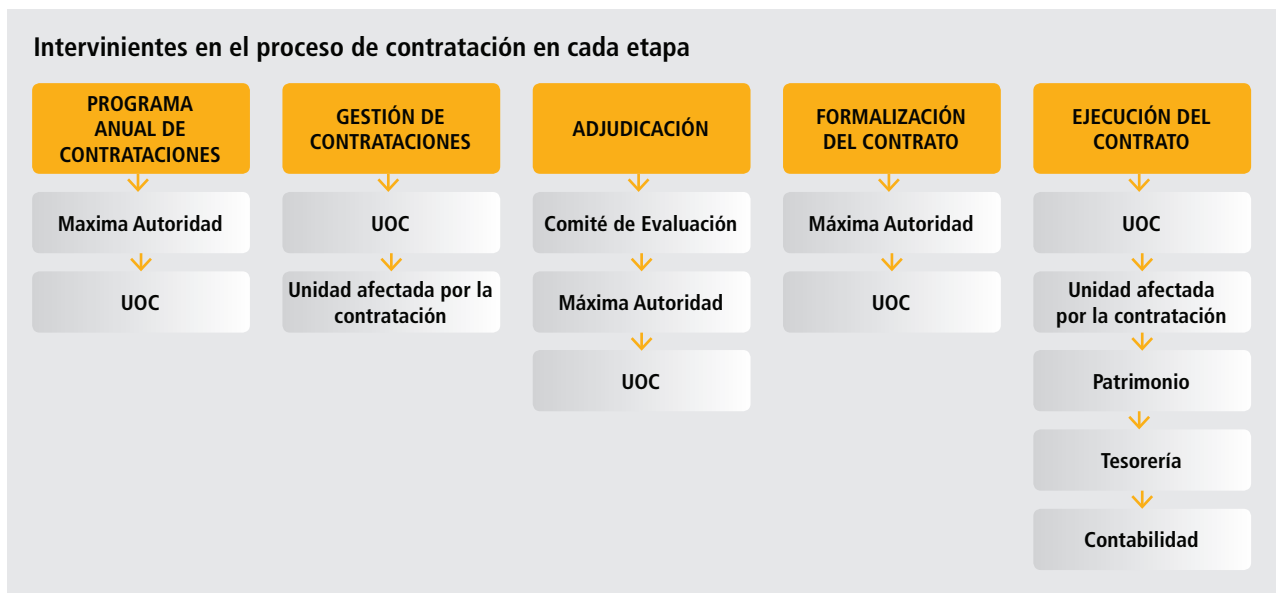 Intervinientes en el proceso de contratación en cada etapa
PROGRAMA
ANUAL DE
CONTRATACIONES
Maxima Autoridad
UOC
GESTIÓN DE
CONTRATACIONES
UOC
Unidad afectada por la
contratación
ADJUDICACIÓN
Comité de Evaluación
Máxima Autoridad
UOC
FORMALIZACIÓN
DEL CONTRATO
Máxima Autoridad
UOC
EJECUCIÓN DEL
CONTRATO
UOC
Unidad afectada
por la contratación
Patrimonio
Tesorería
Contabilidad